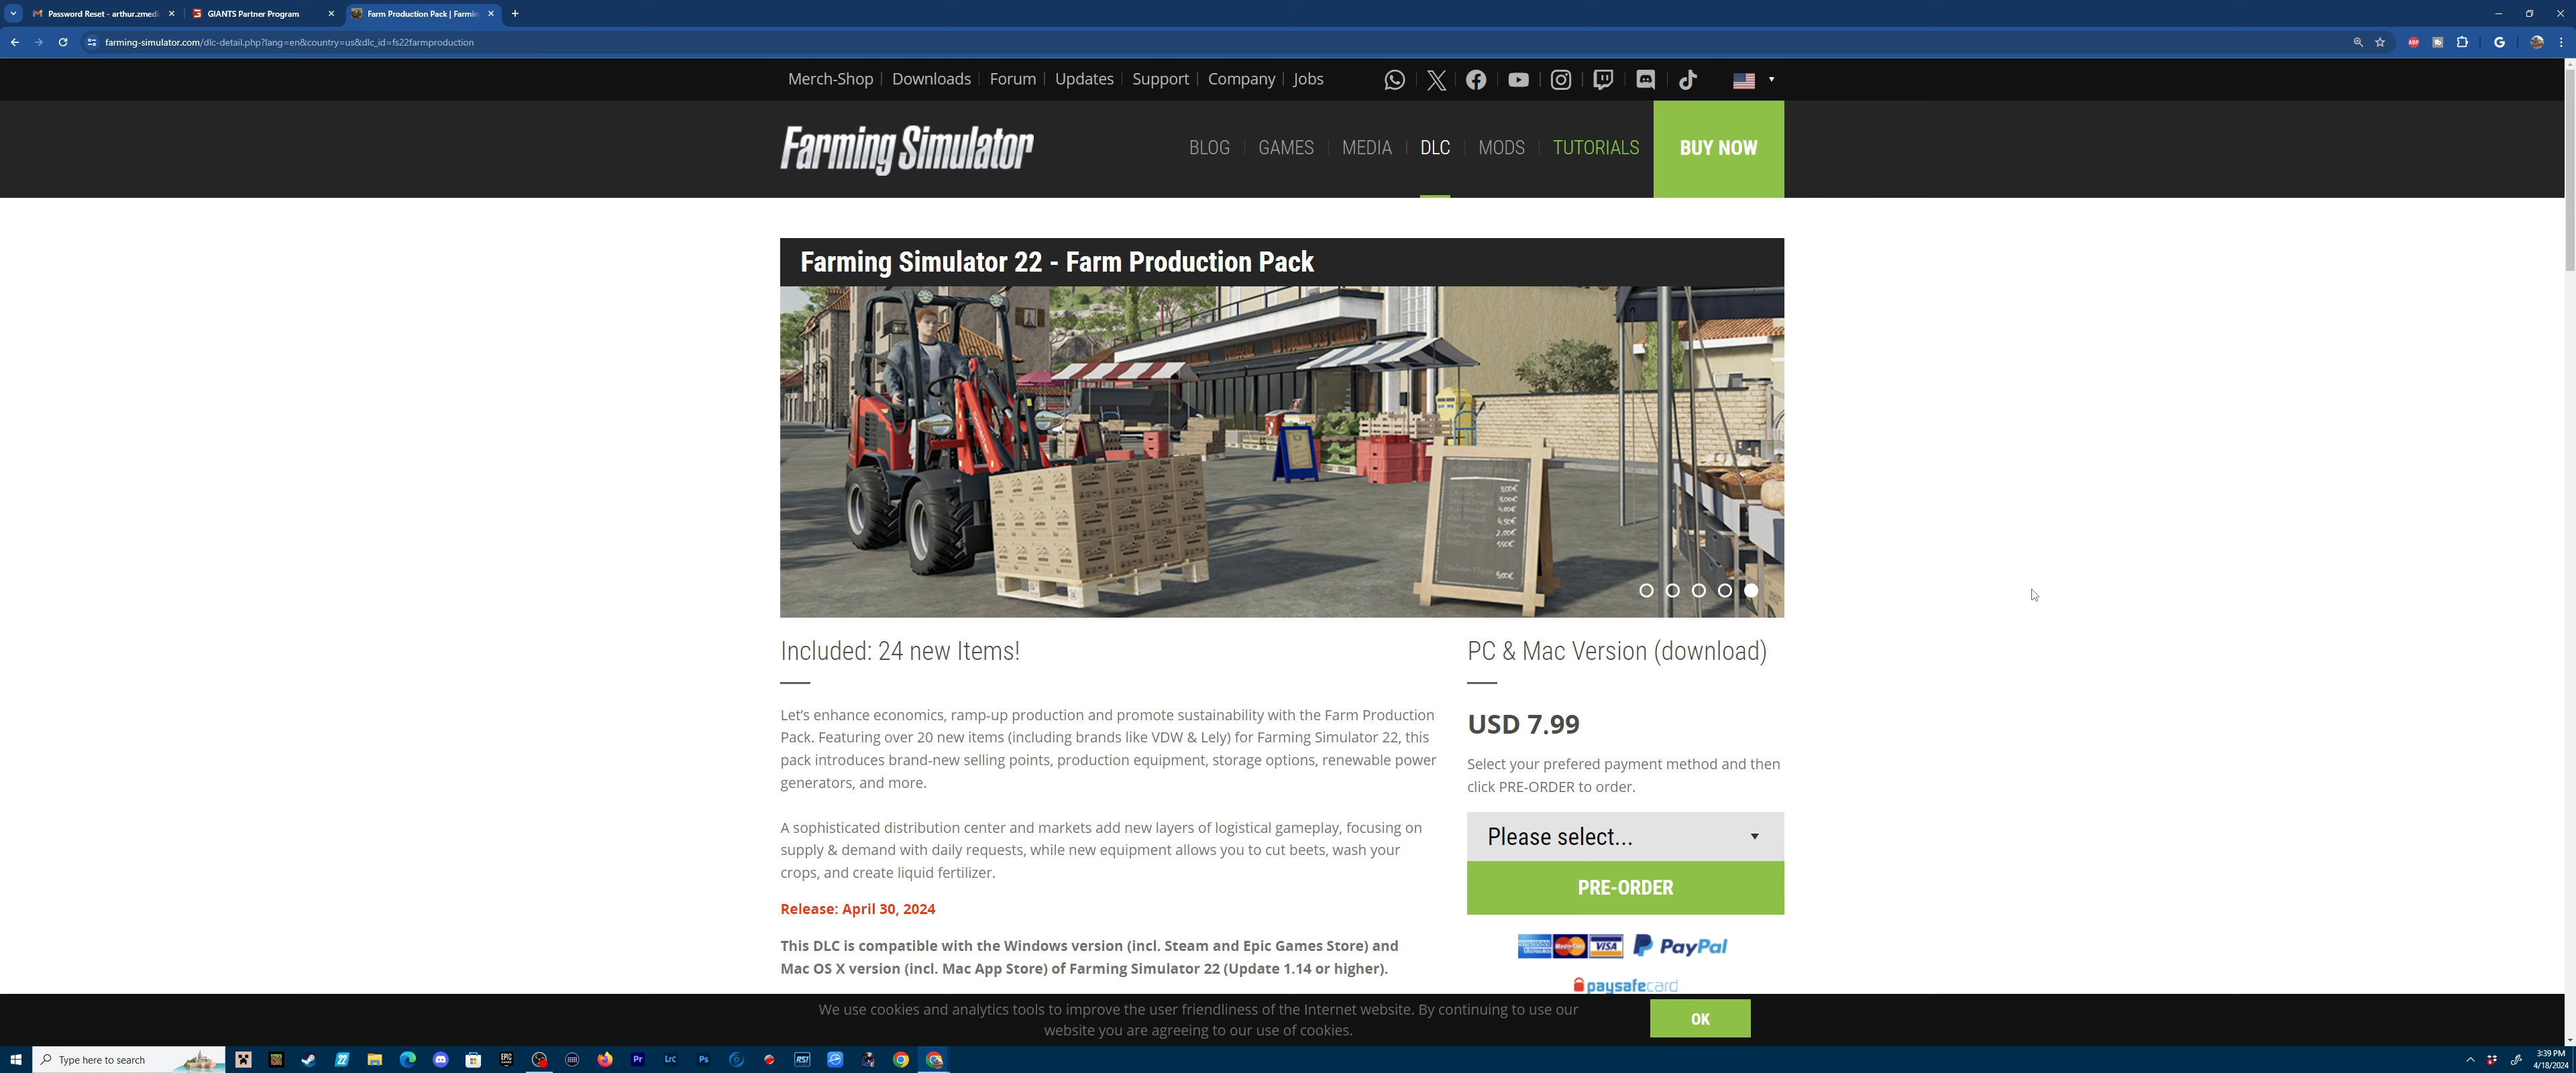 Password Reset - arthur.zmedi
GIANTS Partner Program
Farm Production Pack | Farmin
farming-simulator.com/dlc-detail.php?lang=en&country=us&dlc_id=fs22farmproduction
Merch-Shop Downloads Forum Updates Support Company Jobs
Farming Simulator
BLOG GAMES MEDIA DLC MODS TUTORIALS BUY NOW
Farming Simulator 22 - Farm Production Pack
Included: 24 new Items!
Let's enhance economics, ramp-up production and promote sustainability with the Farm Production
Pack. Featuring over 20 new items (including brands like VDW & Lely) for Farming Simulator 22, this
pack introduces brand-new selling points, production equipment, storage options, renewable power
generators, and more.
A sophisticated distribution center and markets add new layers of logistical gameplay, focusing on
supply & demand with daily requests, while new equipment allows you to cut beets, wash your
crops, and create liquid fertilizer.
Release: April 30, 2024
This DLC is compatible with the Windows version (incl. Steam and Epic Games Store) and
Mac OS X version (incl. Mac App Store) of Farming Simulator 22 (Update 1.14 or higher).
PC & Mac Version (download)
USD 7.99
Select your prefered payment method and then
click PRE-ORDER to order.
Please select...
PRE-ORDER
MasterCard VISA PayPal
paysafecard
We use cookies and analytics tools to improve the user friendliness of the Internet website. By continuing to use our
website you are agreeing to our use of cookies.
OK
Type here to search
22
EPIC
Pr
LrC
Ps
RSI
3:39 PM
4/18/2024